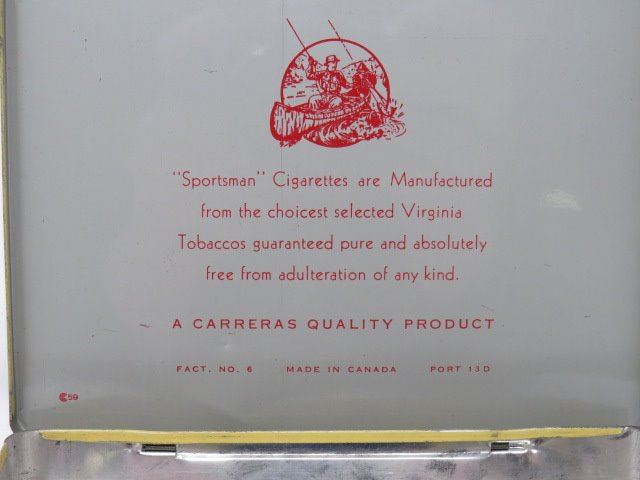 "Sportsman" Cigarettes are Manufactured
from the choicest selected Virginia
Tobaccos guaranteed pure and absolutely
free from adulteration of any kind.
A CARRERAS QUALITY PRODUCT
FACT. NO. 6 MADE IN CANADA PORT 13D
59